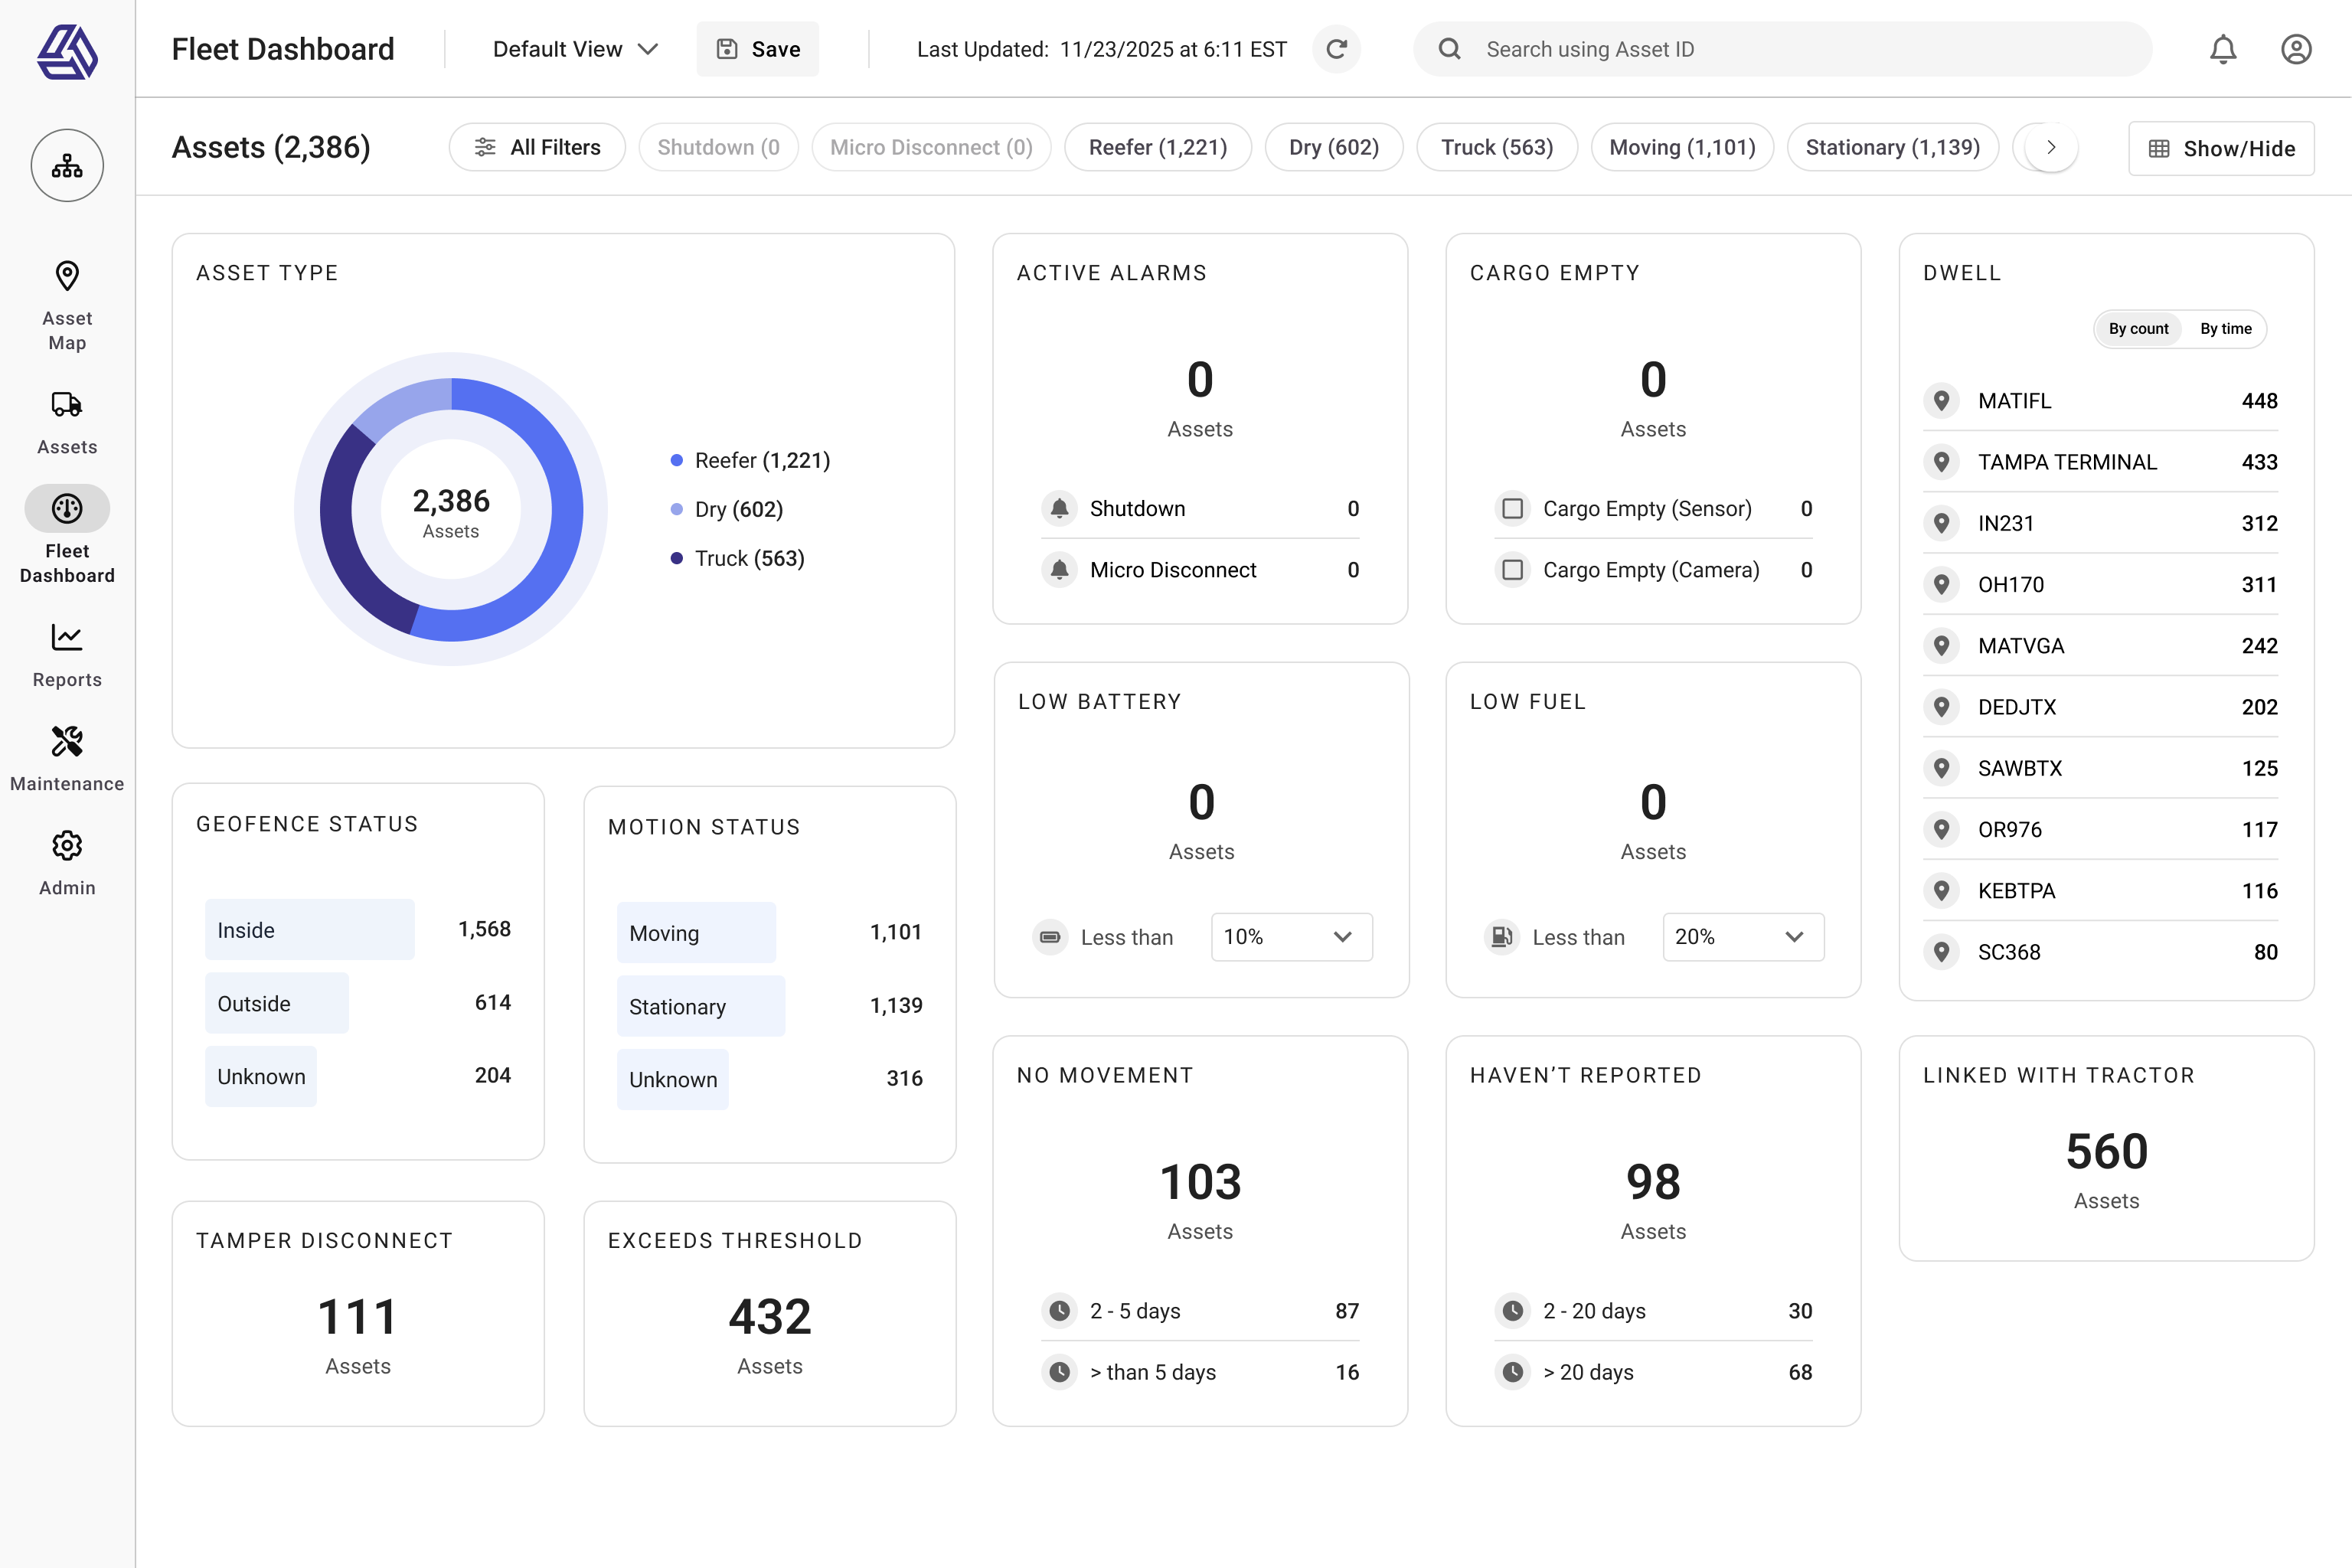 Fleet Dashboard
Default View
Save
Last Updated: 11/23/2025 at 6:11 EST
Search using Asset ID
Assets (2,386)
All Filters
Shutdown (0
Micro Disconnect (0)
Reefer (1,221)
Dry (602)
Truck (563)
Moving (1,101)
Stationary (1,139)
Show/Hide
Asset
Map
Assets
Fleet
Dashboard
Reports
Maintenance
Admin
ASSET TYPE
2,386
Assets
Reefer (1,221)
Dry (602)
Truck (563)
ACTIVE ALARMS
0
Assets
Shutdown 0
Micro Disconnect 0
CARGO EMPTY
0
Assets
Cargo Empty (Sensor) 0
Cargo Empty (Camera) 0
DWELL
By count By time
MATIFL 448
TAMPA TERMINAL 433
IN231 312
OH170 311
MATVGA 242
DEDJTX 202
SAWBTX 125
OR976 117
KEBTPA 116
SC368 80
LOW BATTERY
0
Assets
Less than 10%
LOW FUEL
0
Assets
Less than 20%
GEOFENCE STATUS
Inside 1,568
Outside 614
Unknown 204
MOTION STATUS
Moving 1,101
Stationary 1,139
Unknown 316
NO MOVEMENT
103
Assets
2 - 5 days 87
> than 5 days 16
HAVEN’T REPORTED
98
Assets
2 - 20 days 30
> 20 days 68
LINKED WITH TRACTOR
560
Assets
TAMPER DISCONNECT
111
Assets
EXCEEDS THRESHOLD
432
Assets